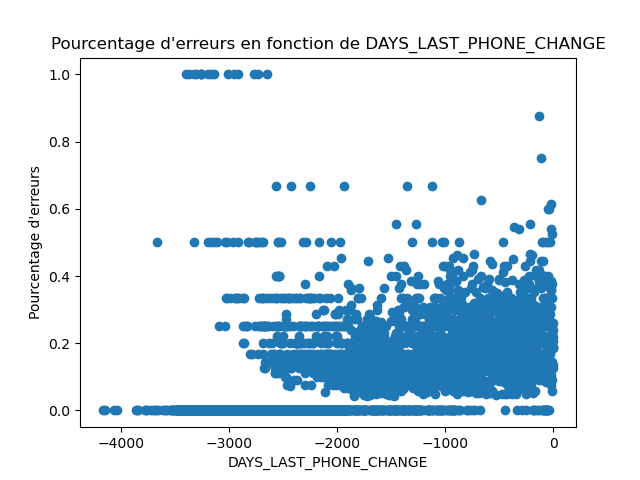 Pourcentage d'erreurs en fonction de DAYS_LAST_PHONE_CHANGE
1.0
0.8
0.6
0.4
0.2
0.0
Pourcentage d'erreurs
−4000 −3000 −2000 −1000 0
DAYS_LAST_PHONE_CHANGE